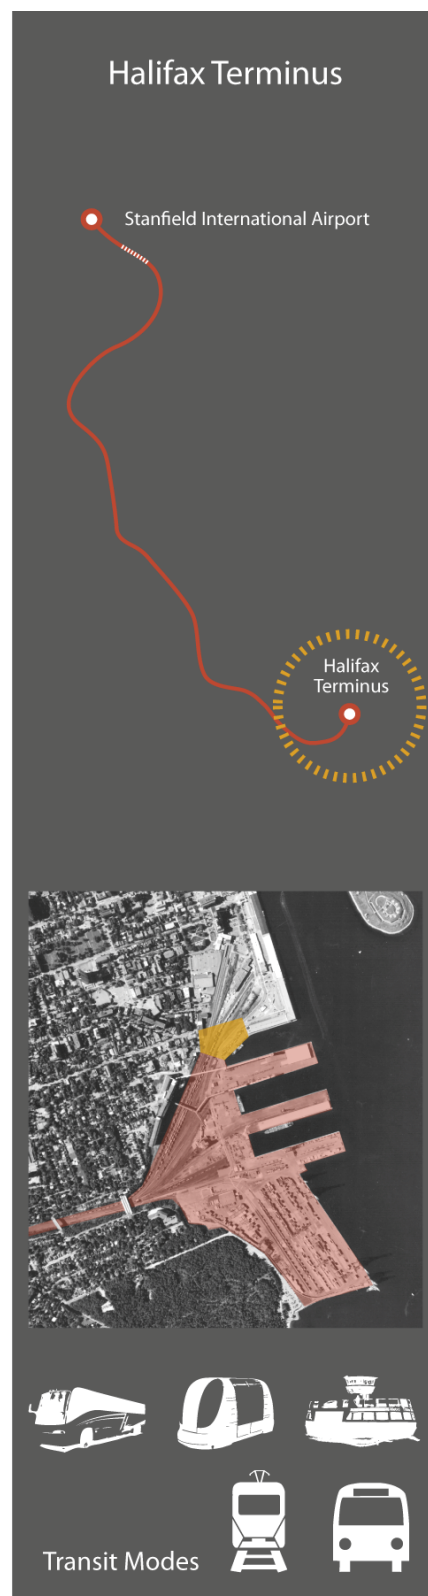 Halifax Terminus
Stanfield International Airport
Halifax
Terminus
Transit Modes